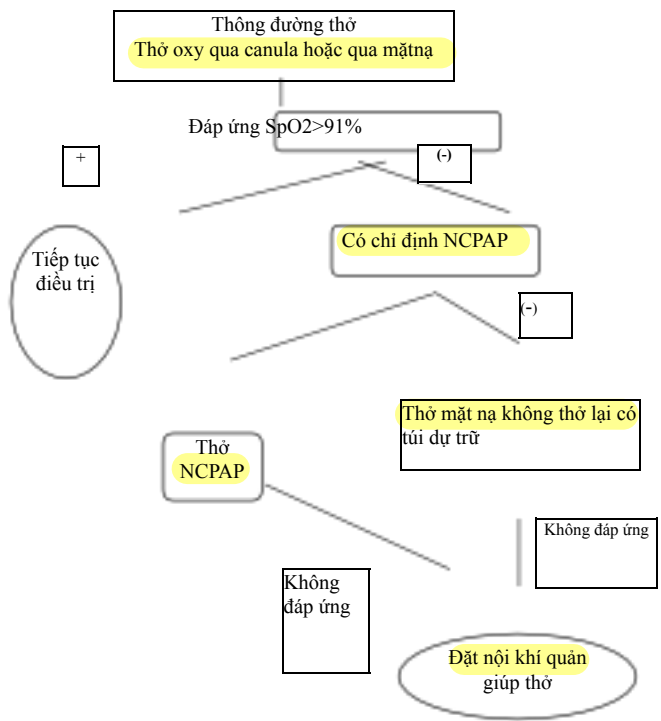 Thông đường thở
Thở oxy qua canula hoặc qua mặtnạ
Đáp ứng SpO2>91%
+
(-)
Có chỉ định NCPAP
Tiếp tục
điều trị
(-)
Thở mặt nạ không thở lại có
túi dự trữ
Thở
NCPAP
Không đáp ứng
Không
đáp ứng
Đặt nội khí quản
giúp thở